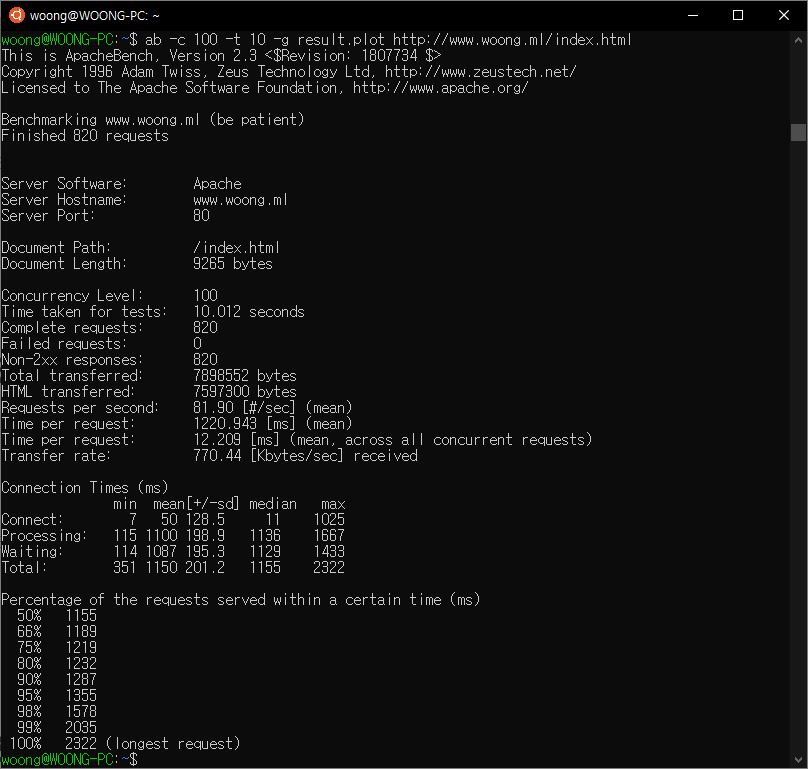 woong@WOONG-PC: ~
woong@WOONG-PC:~$ ab -c 100 -t 10 -g result.plot http://www.woong.ml/index.html
This is ApacheBench, Version 2.3 <$Revision: 1807734 $>
Copyright 1996 Adam Twiss, Zeus Technology Ltd, http://www.zeustech.net/
Licensed to The Apache Software Foundation, http://www.apache.org/

Benchmarking www.woong.ml (be patient)
Finished 820 requests


Server Software:        Apache
Server Hostname:        www.woong.ml
Server Port:            80

Document Path:          /index.html
Document Length:        9265 bytes

Concurrency Level:      100
Time taken for tests:   10.012 seconds
Complete requests:      820
Failed requests:        0
Non-2xx responses:      820
Total transferred:      7898552 bytes
HTML transferred:       7597300 bytes
Requests per second:    81.90 [#/sec] (mean)
Time per request:       1220.943 [ms] (mean)
Time per request:       12.209 [ms] (mean, across all concurrent requests)
Transfer rate:          770.44 [Kbytes/sec] received

Connection Times (ms)
              min  mean[+/-sd] median   max
Connect:        7   50 128.5     11    1025
Processing:   115 1100 198.9   1136    1667
Waiting:      114 1087 195.3   1129    1433
Total:        351 1150 201.2   1155    2322

Percentage of the requests served within a certain time (ms)
  50%   1155
  66%   1189
  75%   1219
  80%   1232
  90%   1287
  95%   1355
  98%   1578
  99%   2035
 100%   2322 (longest request)
woong@WOONG-PC:~$